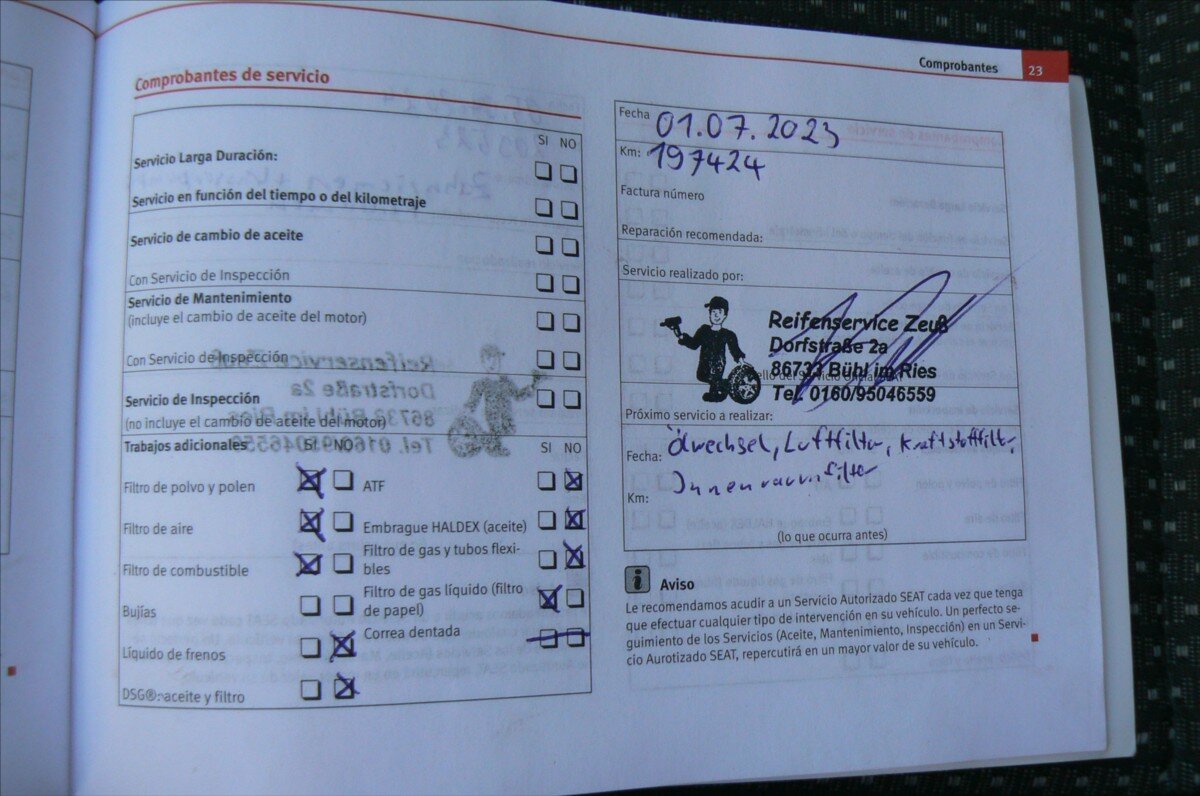 Comprobantes 23
Comprobantes de servicio
SI NO
Servicio Larga Duración:
Servicio en función del tiempo o del kilometraje
Servicio de cambio de aceite
Con Servicio de Inspección
Servicio de Mantenimiento
(incluye el cambio de aceite del motor)
Con Servicio de Inspección
Servicio de Inspección
(no incluye el cambio de aceite del motor)
Trabajos adicionales SI NO SI NO
Filtro de polvo y polen
ATF
Filtro de aire
Embrague HALDEX (aceite)
Filtro de combustible
Filtro de gas y tubos flexi-
bles
Bujías
Filtro de gas líquido (filtro
de papel)
Líquido de frenos
Correa dentada
DSG®: aceite y filtro
Fecha 01.07.2023
Km: 197424
Factura número
Reparación recomendada:
Servicio realizado por:
Reifenservice Zeuß
Dorfstraße 2a
86733 Bühl im Ries
Tel. 0160/95046559
Próximo servicio a realizar:
Fecha: Ölwechsel, Luftfilter, Kraftstoffilter,
Km: Innenraumfilter
(lo que ocurra antes)
Aviso
Le recomendamos acudir a un Servicio Autorizado SEAT cada vez que tenga
que efectuar cualquier tipo de intervención en su vehículo. Un perfecto se-
guimiento de los Servicios (Aceite, Mantenimiento, Inspección) en un Servi-
cio Aurotizado SEAT, repercutirá en un mayor valor de su vehículo.